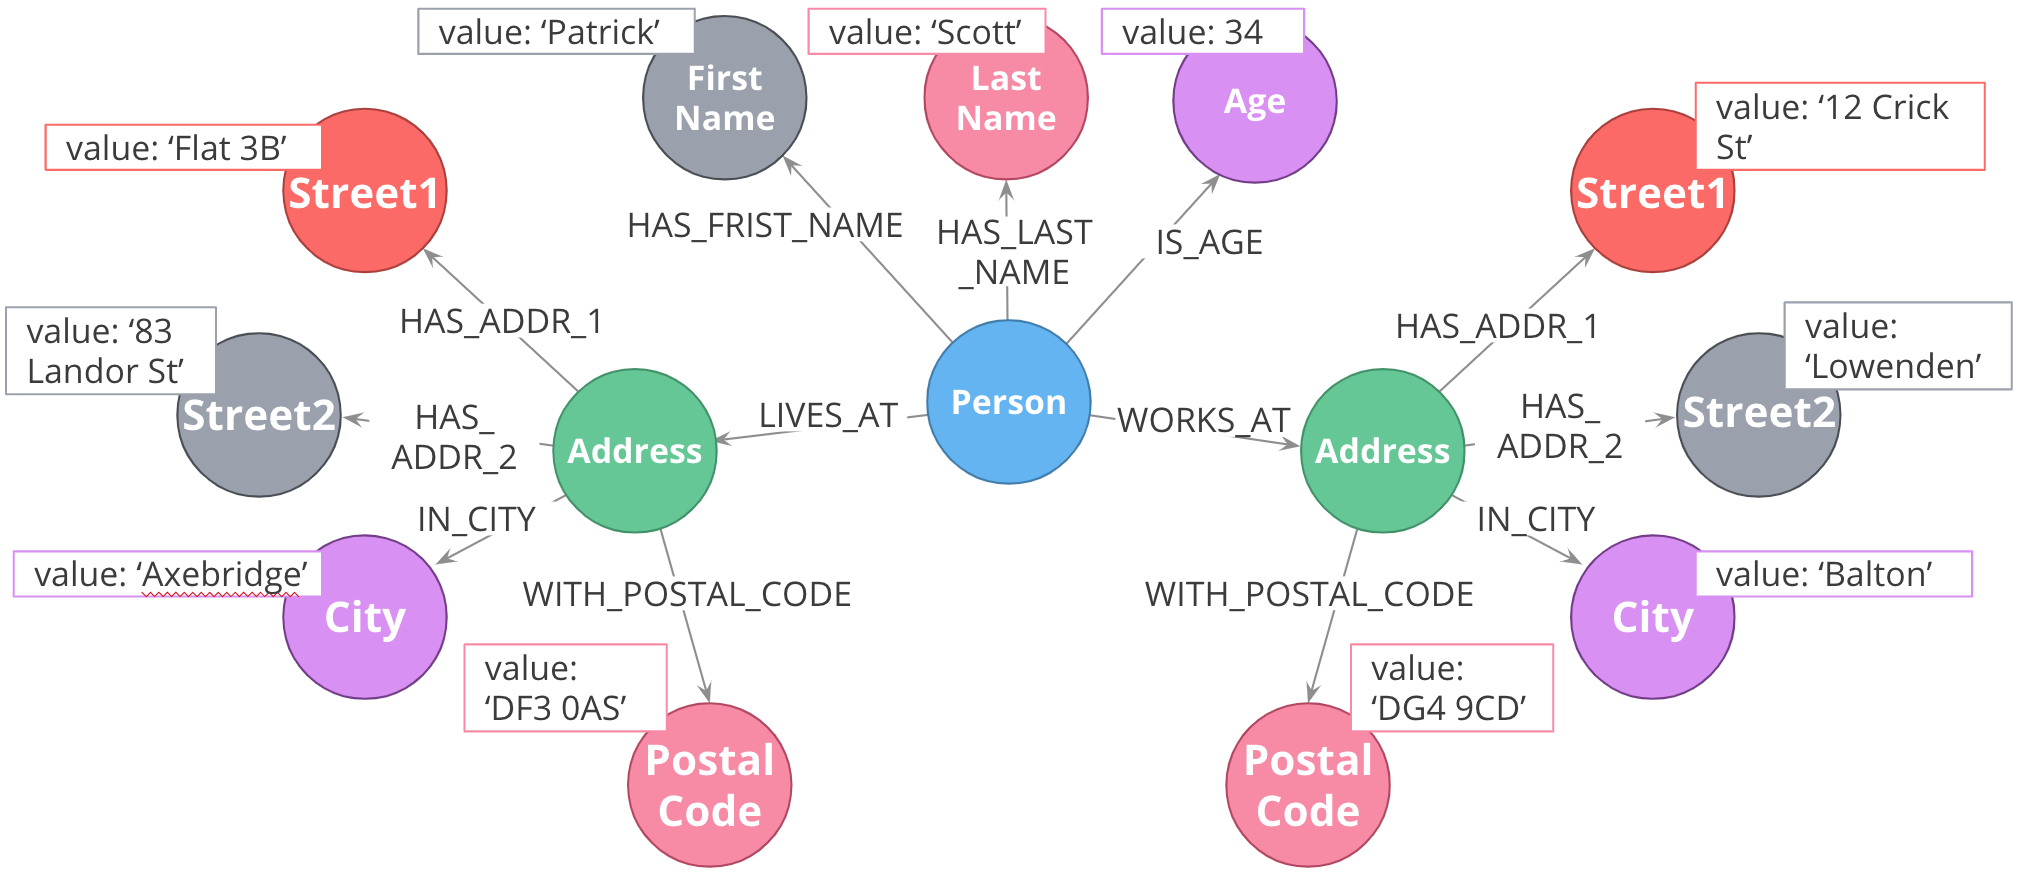 value: ‘Patrick’
First
Name
value: ‘Scott’
Last
Name
value: 34
Age
value: ‘Flat 3B’
Street1
value: ‘12 Crick
St’
Street1
HAS_FRIST_NAME
HAS_LAST
_NAME
IS_AGE
HAS_ADDR_1
HAS_ADDR_1
value: ‘83
Landor St’
Street2
value:
‘Lowenden’
Street2
HAS_
ADDR_2
Address
LIVES_AT
Person
WORKS_AT
Address
HAS_
ADDR_2
IN_CITY
IN_CITY
value: ‘Axebridge’
City
value: ‘Balton’
City
WITH_POSTAL_CODE
WITH_POSTAL_CODE
value:
‘DF3 0AS’
Postal
Code
value:
‘DG4 9CD’
Postal
Code